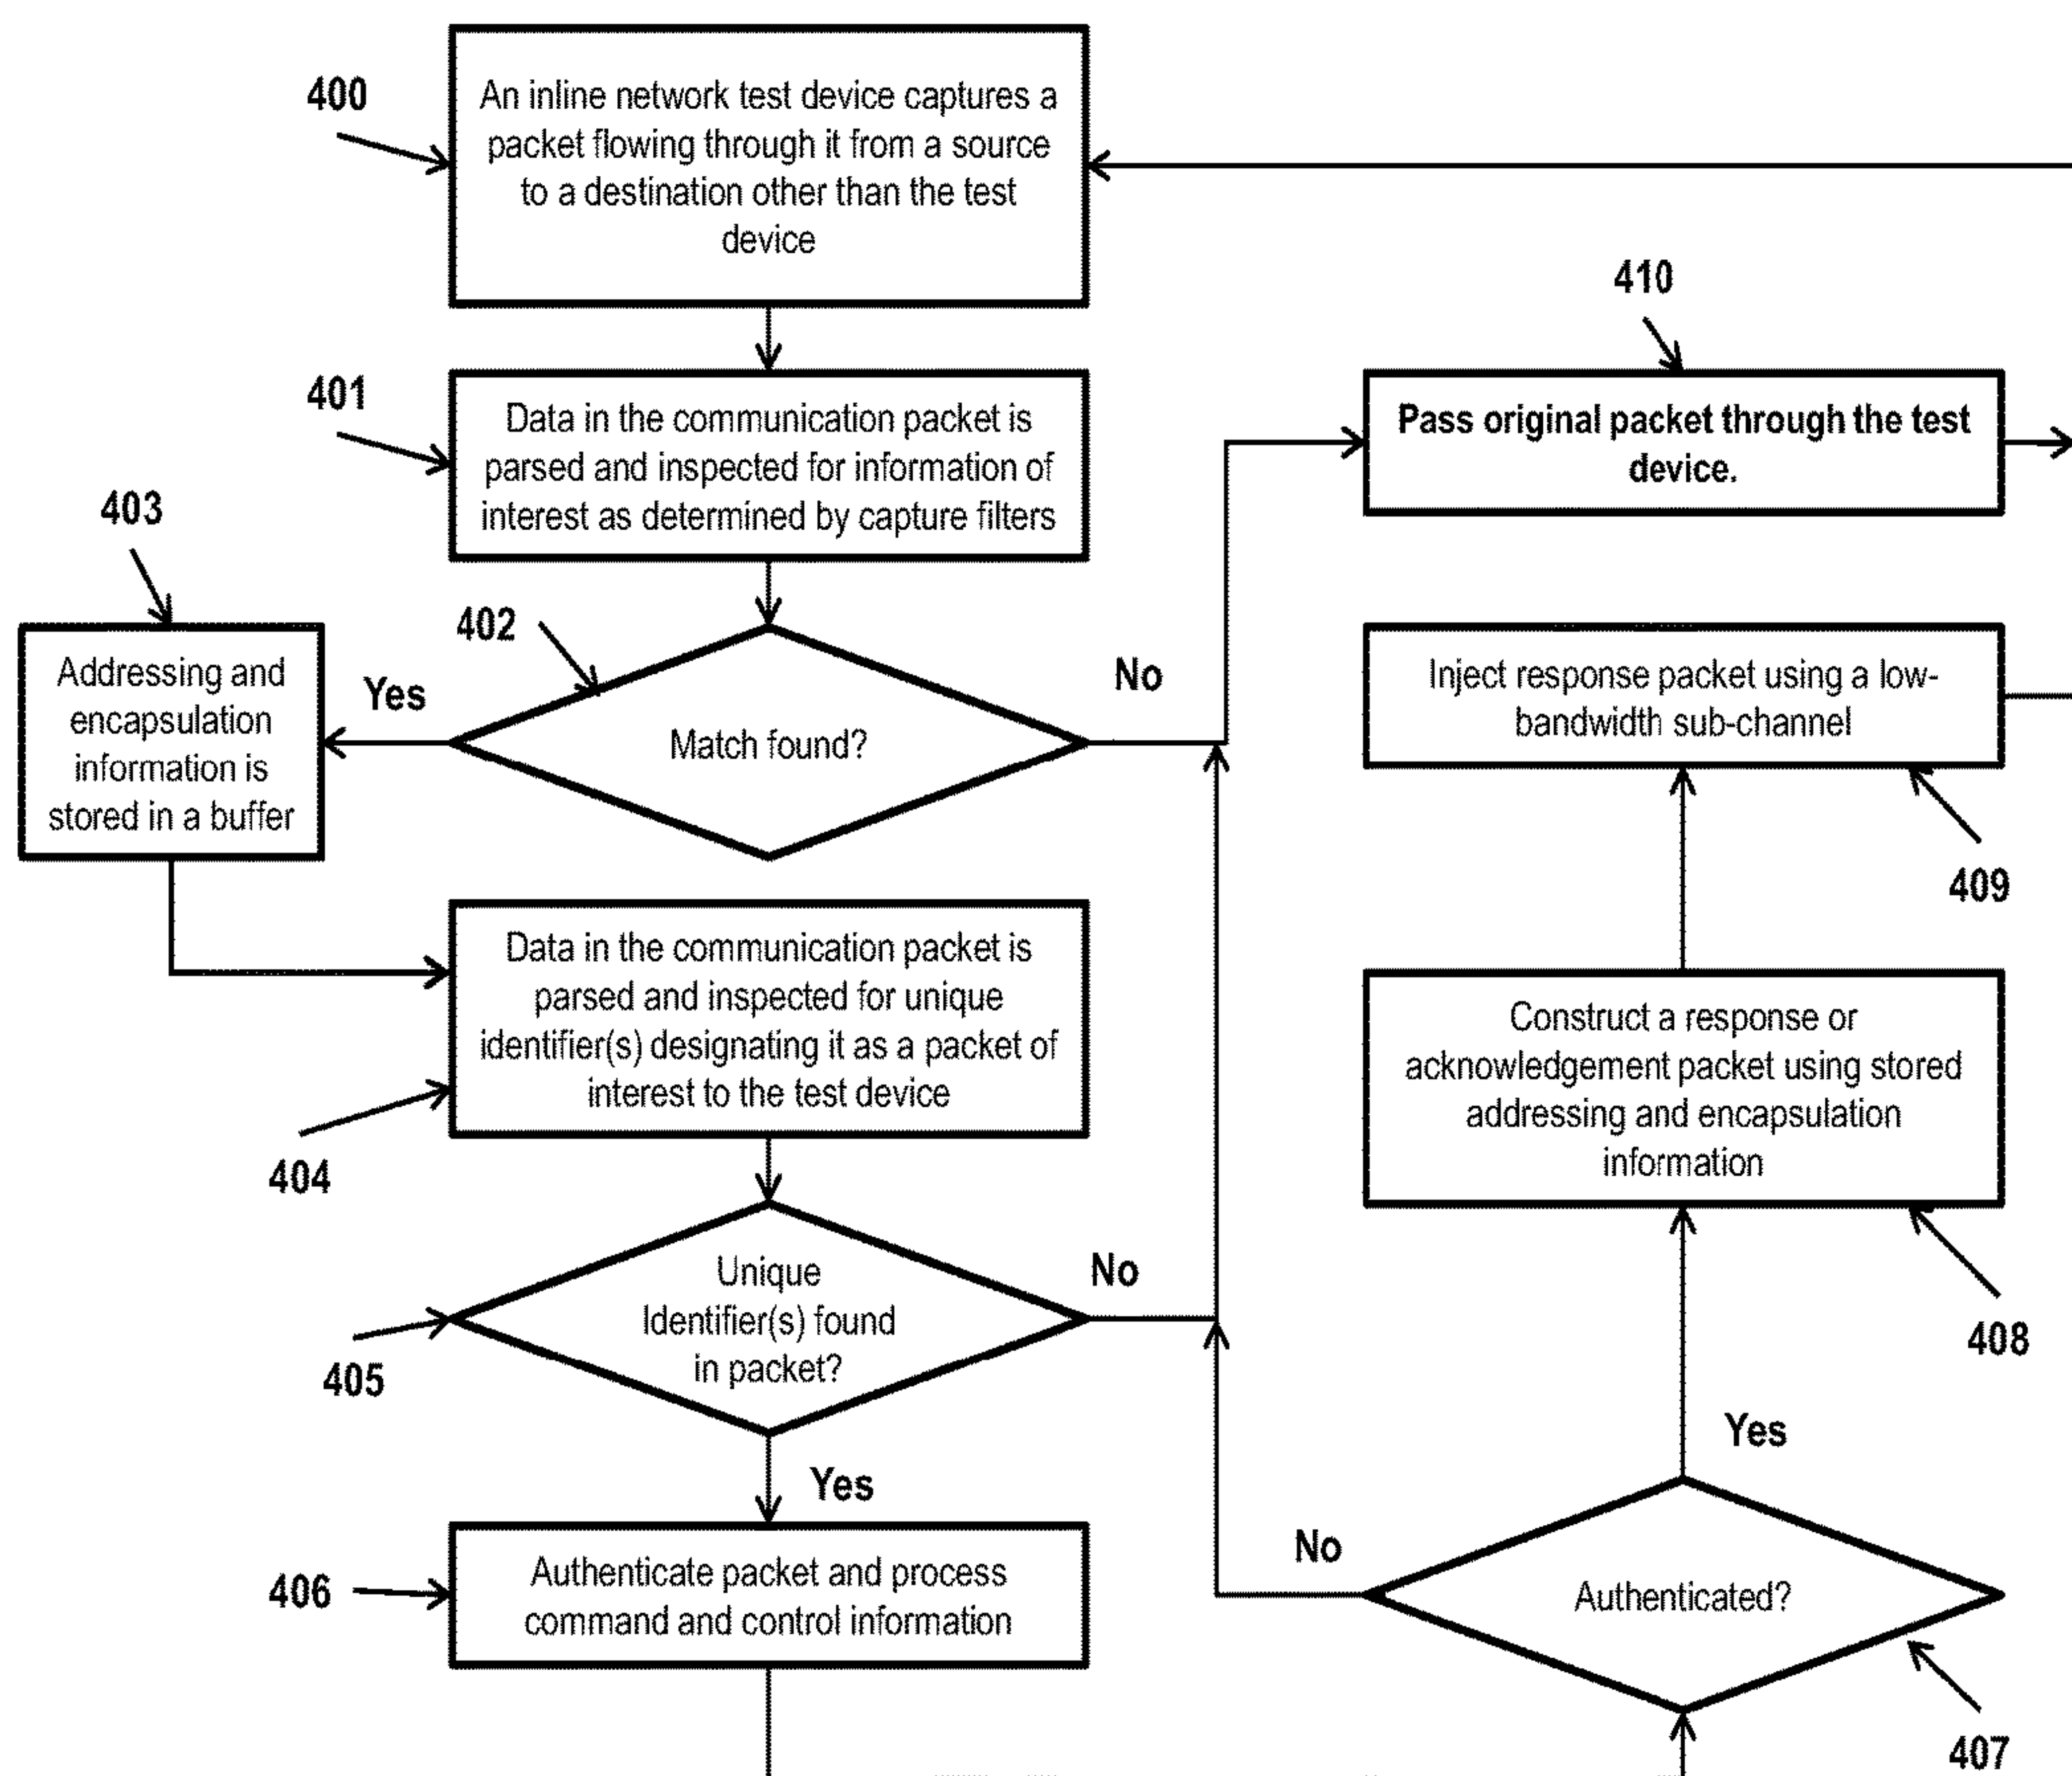 400
An inline network test device captures a
packet flowing through it from a source
to a destination other than the test
device
401
Data in the communication packet is
parsed and inspected for information of
interest as determined by capture filters
402
Match found?
Yes
No
403
Addressing and
encapsulation
information is
stored in a buffer
Data in the communication packet is
parsed and inspected for unique
identifier(s) designating it as a packet of
interest to the test device
404
Unique
Identifier(s) found
in packet?
405
No
Yes
406
Authenticate packet and process
command and control information
Authenticated?
407
No
Yes
Construct a response or
acknowledgement packet using stored
addressing and encapsulation
information
408
Inject response packet using a low-
bandwidth sub-channel
409
410
Pass original packet through the test
device.